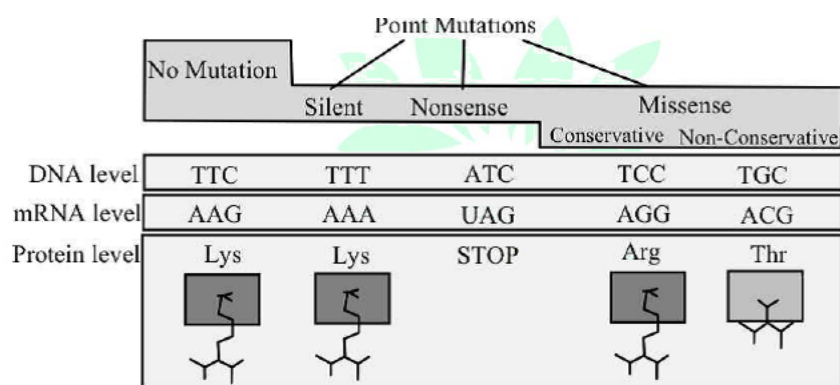 Point Mutations
No Mutation
Silent Nonsense Missense
Conservative Non-Conservative
DNA level TTC TTT ATC TCC TGC
mRNA level AAG AAA UAG AGG ACG
Protein level Lys Lys STOP Arg Thr